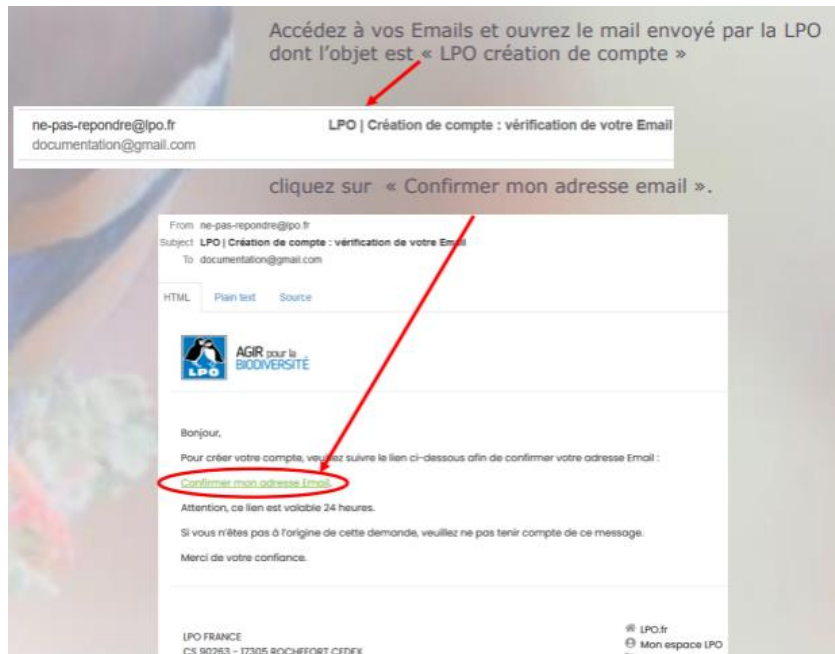 Accédez à vos Emails et ouvrez le mail envoyé par la LPO
dont l'objet est « LPO création de compte »
ne-pas-repondre@lpo.fr LPO | Création de compte : vérification de votre Email
documentation@gmail.com
cliquez sur « Confirmer mon adresse email ».
From ne-pas-repondre@lpo.fr
Subject LPO | Création de compte : vérification de votre Email
To documentation@gmail.com
HTML Plain text Source
AGIR pour la
BIODIVERSITÉ
LPO
Bonjour,
Pour créer votre compte, veuillez suivre le lien ci-dessous afin de confirmer votre adresse Email :
Confirmer mon adresse Email.
Attention, ce lien est valable 24 heures.
Si vous n'êtes pas à l'origine de cette demande, veuillez ne pas tenir compte de ce message.
Merci de votre confiance.
LPO FRANCE
CS 90263 - 17305 ROCHEFORT CEDEX
LPO.fr
Mon espace LPO